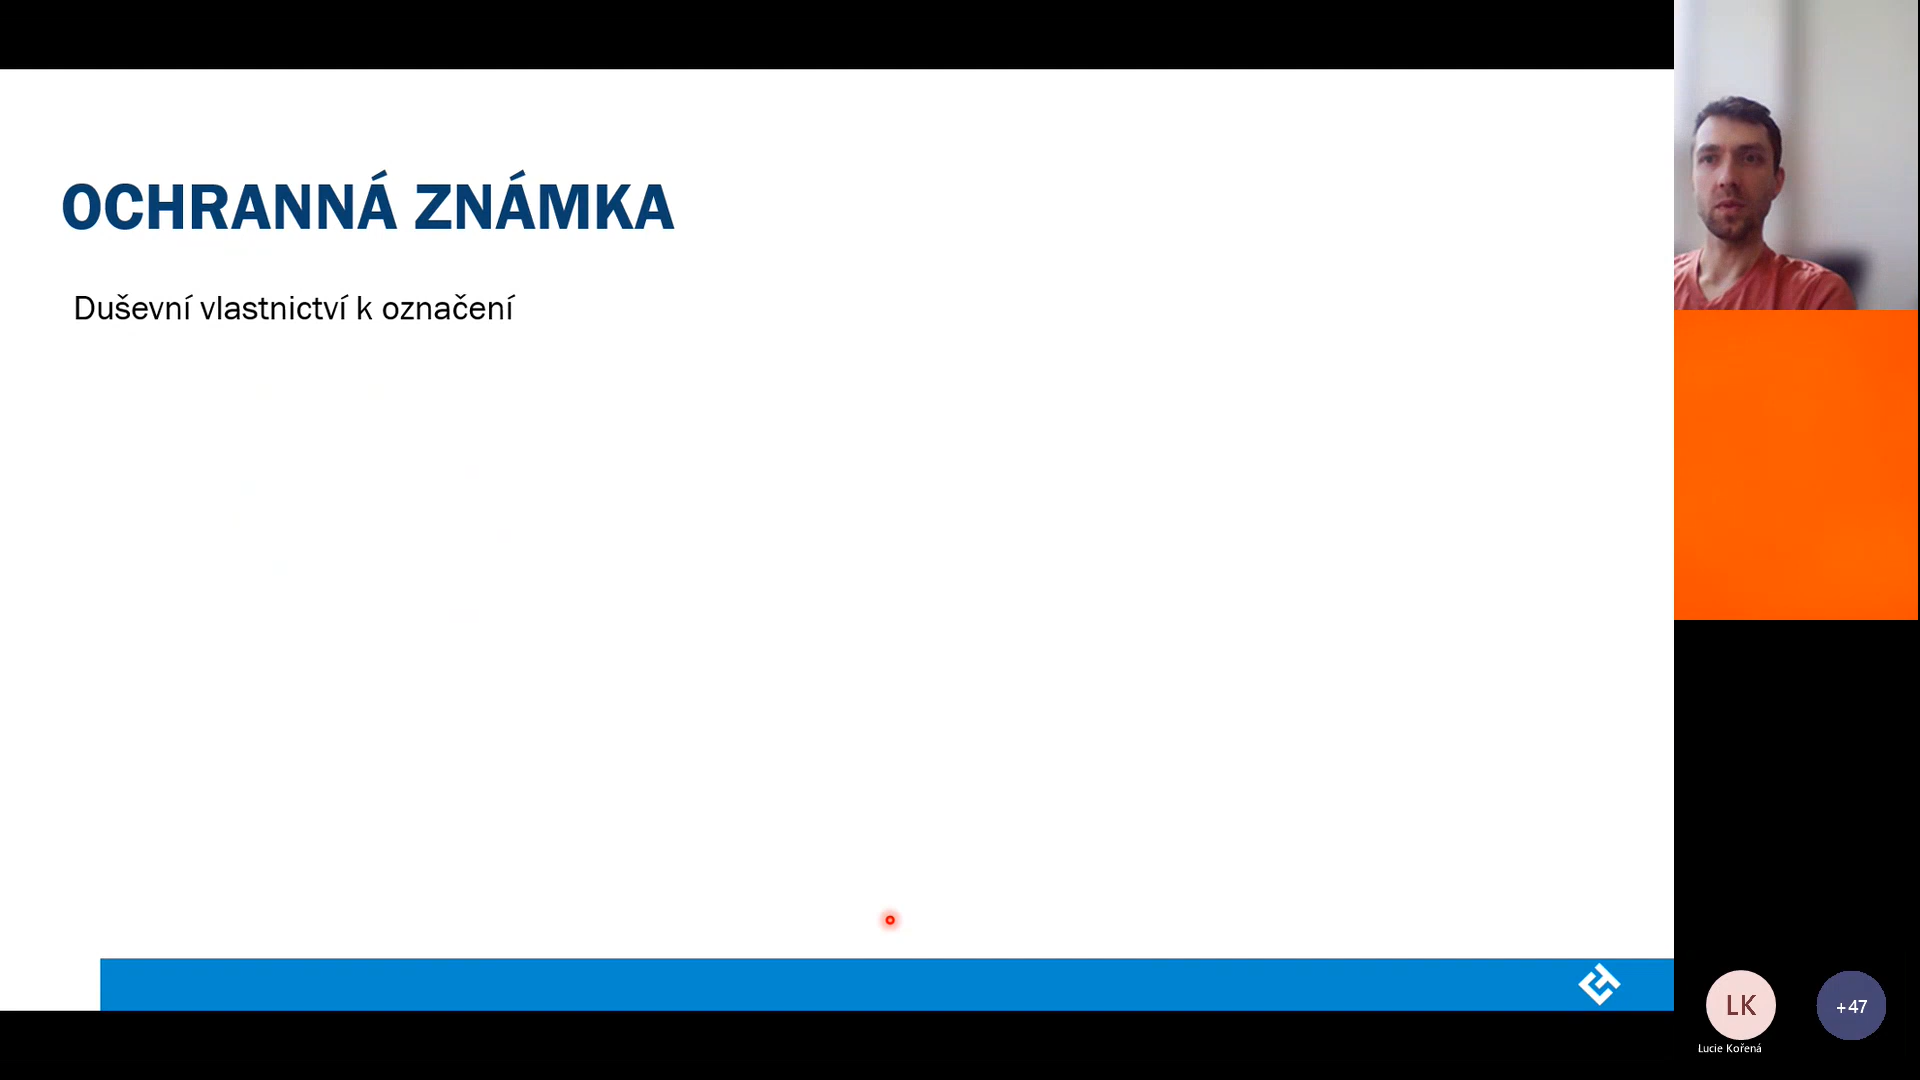 OCHRANNÁ ZNÁMKA
Duševní vlastnictví k označení
LK
+47
Lucie Kořená